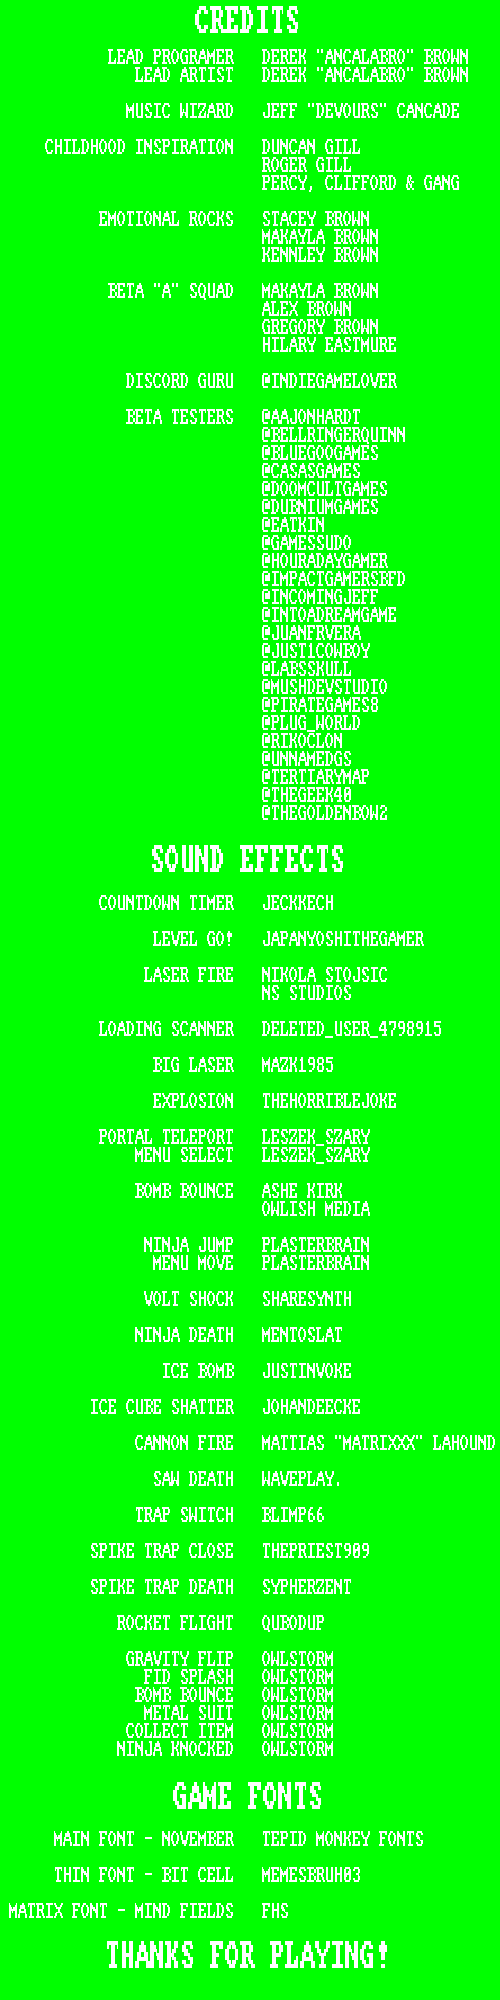 CREDITS
LEAD PROGRAMER DEREK "ANCALABRO" BROWN
LEAD ARTIST DEREK "ANCALABRO" BROWN
MUSIC WIZARD JEFF "DEVOURS" CANCADE
CHILDHOOD INSPIRATION DUNCAN GILL
ROGER GILL
PERCY, CLIFFORD & GANG
EMOTIONAL ROCKS STACEY BROWN
MAKAYLA BROWN
KENNLEY BROWN
BETA "A" SQUAD MAKAYLA BROWN
ALEX BROWN
GREGORY BROWN
HILARY EASTMURE
DISCORD GURU @INDIEGAMELOVER
BETA TESTERS @AAJONHARDT
@BELLRINGERQUINN
@BLUEGOOGAMES
@CASASGAMES
@DOOMCULTGAMES
@DUBNIUMGAMES
@EATKIN
@GAMESSUDO
@HOURADAYGAMER
@IMPACTGAMERSBFD
@INCOMINGJEFF
@INTOADREAMGAME
@JUANFRVERA
@JUST1COWBOY
@LABSSKULL
@MUSHDEVSTUDIO
@PIRATEGAMES8
@PLUG_WORLD
@RIKOCLON
@UNNAMEDGS
@TERTIARYMAP
@THEGEEK40
@THEGOLDENBOW2
SOUND EFFECTS
COUNTDOWN TIMER JECKKECH
LEVEL GO! JAPANYOSHITHEGAMER
LASER FIRE NIKOLA STOJSIC
NS STUDIOS
LOADING SCANNER DELETED_USER_4798915
BIG LASER MAZK1985
EXPLOSION THEHORRIBLEJOKE
PORTAL TELEPORT LESZEK_SZARY
MENU SELECT LESZEK_SZARY
BOMB BOUNCE ASHE KIRK
OWLISH MEDIA
NINJA JUMP PLASTERBRAIN
MENU MOVE PLASTERBRAIN
VOLT SHOCK SHARESYNTH
NINJA DEATH MENTOSLAT
ICE BOMB JUSTINVOKE
ICE CUBE SHATTER JOHANDEECKE
CANNON FIRE MATTIAS "MATRIXXX" LAHOUND
SAW DEATH WAVEPLAY.
TRAP SWITCH BLIMP66
SPIKE TRAP CLOSE THEPRIEST909
SPIKE TRAP DEATH SYPHERZENT
ROCKET FLIGHT QUBODUP
GRAVITY FLIP OWLSTORM
FID SPLASH OWLSTORM
BOMB BOUNCE OWLSTORM
METAL SUIT OWLSTORM
COLLECT ITEM OWLSTORM
NINJA KNOCKED OWLSTORM
GAME FONTS
MAIN FONT - NOVEMBER TEPID MONKEY FONTS
THIN FONT - BIT CELL MEMESBRUH03
MATRIX FONT - MIND FIELDS FHS
THANKS FOR PLAYING!